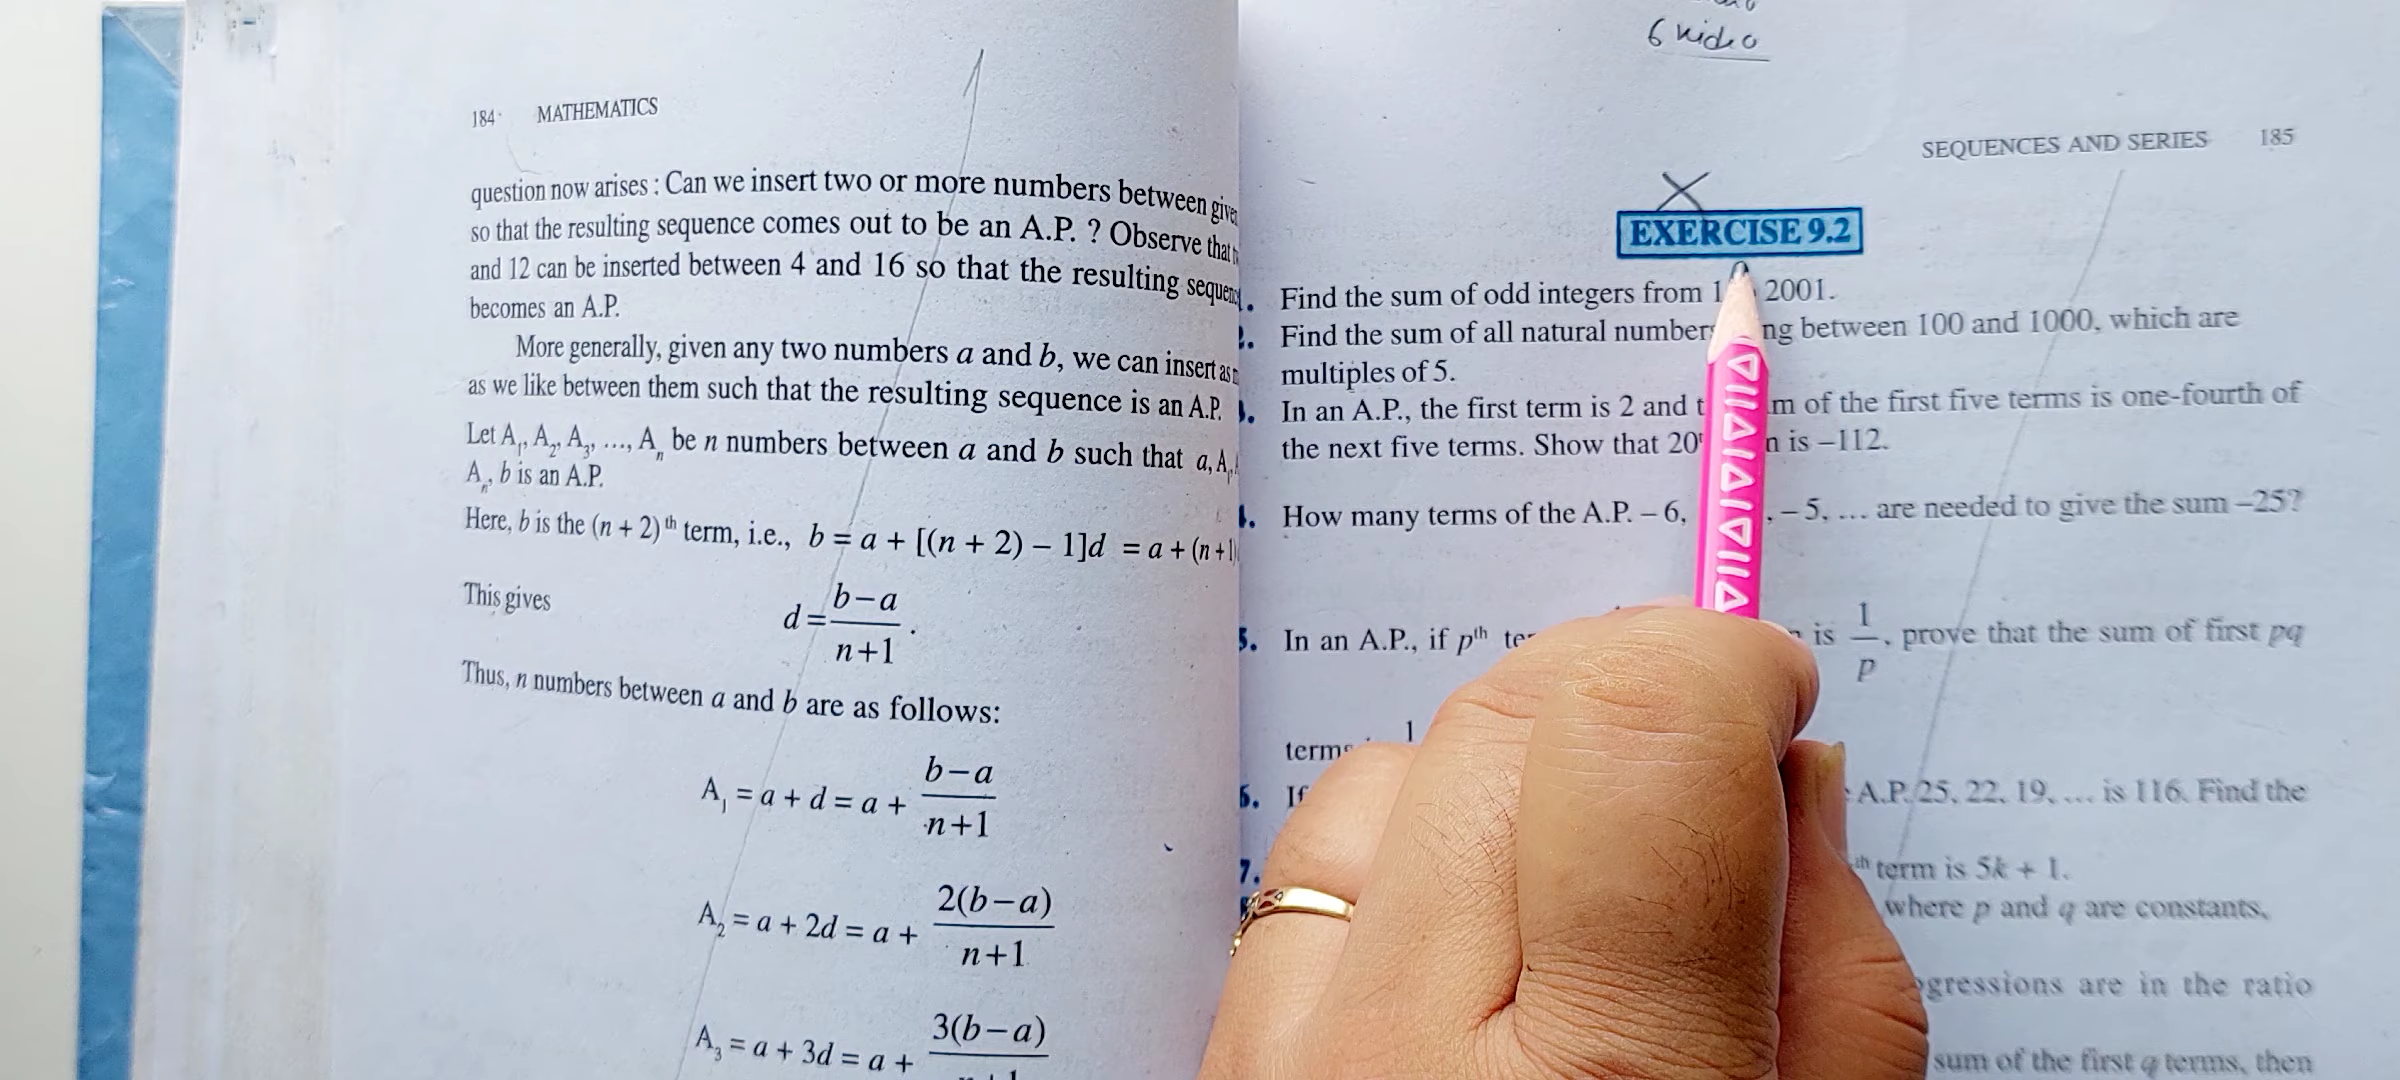 184 MATHEMATICS
question now arises : Can we insert two or more numbers between
so that the resulting sequence comes out to be an A.P. ? Observe that
and 12 can be inserted between 4 and 16 so that the resulting
becomes an A.P.
More generally, given any two numbers a and b, we can insert as
as we like between them such that the resulting sequence is an A.P.
Let A₁, A₂, A₃, ..., Aₙ be n numbers between a and b such that a, A₁,
Aₙ, b is an A.P.
Here, b is the (n + 2)ᵗʰ term, i.e., b = a + [(n + 2) – 1]d = a + (n + 1)
This gives d = (b – a)/(n+1) .
Thus, n numbers between a and b are as follows:
A₁ = a + d = a + (b – a)/(n+1)
A₂ = a + 2d = a + 2(b – a)/(n+1)
A₃ = a + 3d = a + 3(b – a)
6 video
SEQUENCES AND SERIES 185
EXERCISE 9.2
Find the sum of odd integers from 1 2001.
Find the sum of all natural between 100 and 1000, which are
multiples of 5.
In an A.P., the first term is 2 and of the first five terms is one-fourth of
the next five terms. Show that 20 is –112.
How many terms of the A.P. – 6, , – 5, ... are needed to give the sum –25?
5. In an A.P., if pᵗʰ is 1/p, prove that the sum of first pq
1
If A.P. 25, 22, 19, ... is 116. Find the
7. term is 5k + 1.
where p and q are constants,
are in the ratio
sum of the first q terms, then